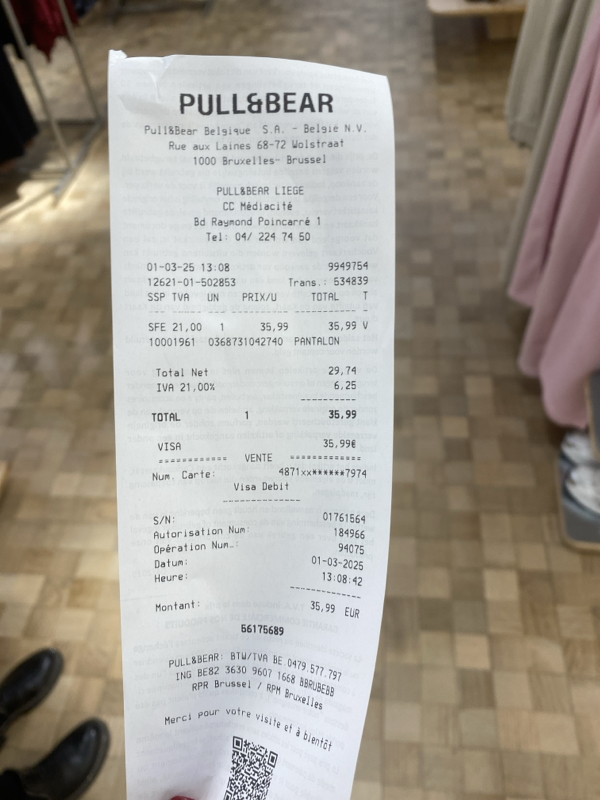 PULL&BEAR
Pull&Bear Belgique S.A. - België N.V.
Rue aux Laines 68-72 Wolstraat
1000 Bruxelles- Brussel
PULL&BEAR LIEGE
CC Médiacité
Bd Raymond Poincarré 1
Tel: 04/ 224 74 50
01-03-25 13:08 9949754
12621-01-502853 Trans.: 534839
SSP TVA UN PRIX/U TOTAL T
--- --- ---------- ---------- -
SFE 21,00 1 35,99 35,99 V
10001961 0368731042740 PANTALON
Total Net 29,74
IVA 21,00% 6,25
----------
TOTAL 1 35,99
VISA 35,99€
=========== VENTE ============
Num. Carte: 4871xx******7974
Visa Debit
--------------
S/N: 01761564
Autorisation Num: 184966
Opération Num.: 94075
Datum: 01-03-2025
Heure: 13:08:42
--------------
Montant: 35,99 EUR
56175689
PULL&BEAR: BTW/TVA BE 0479.577.797
ING BE82 3630 9607 1668 BBRUBEBB
RPR Brussel / RPM Bruxelles
Merci pour votre visite et à bientôt